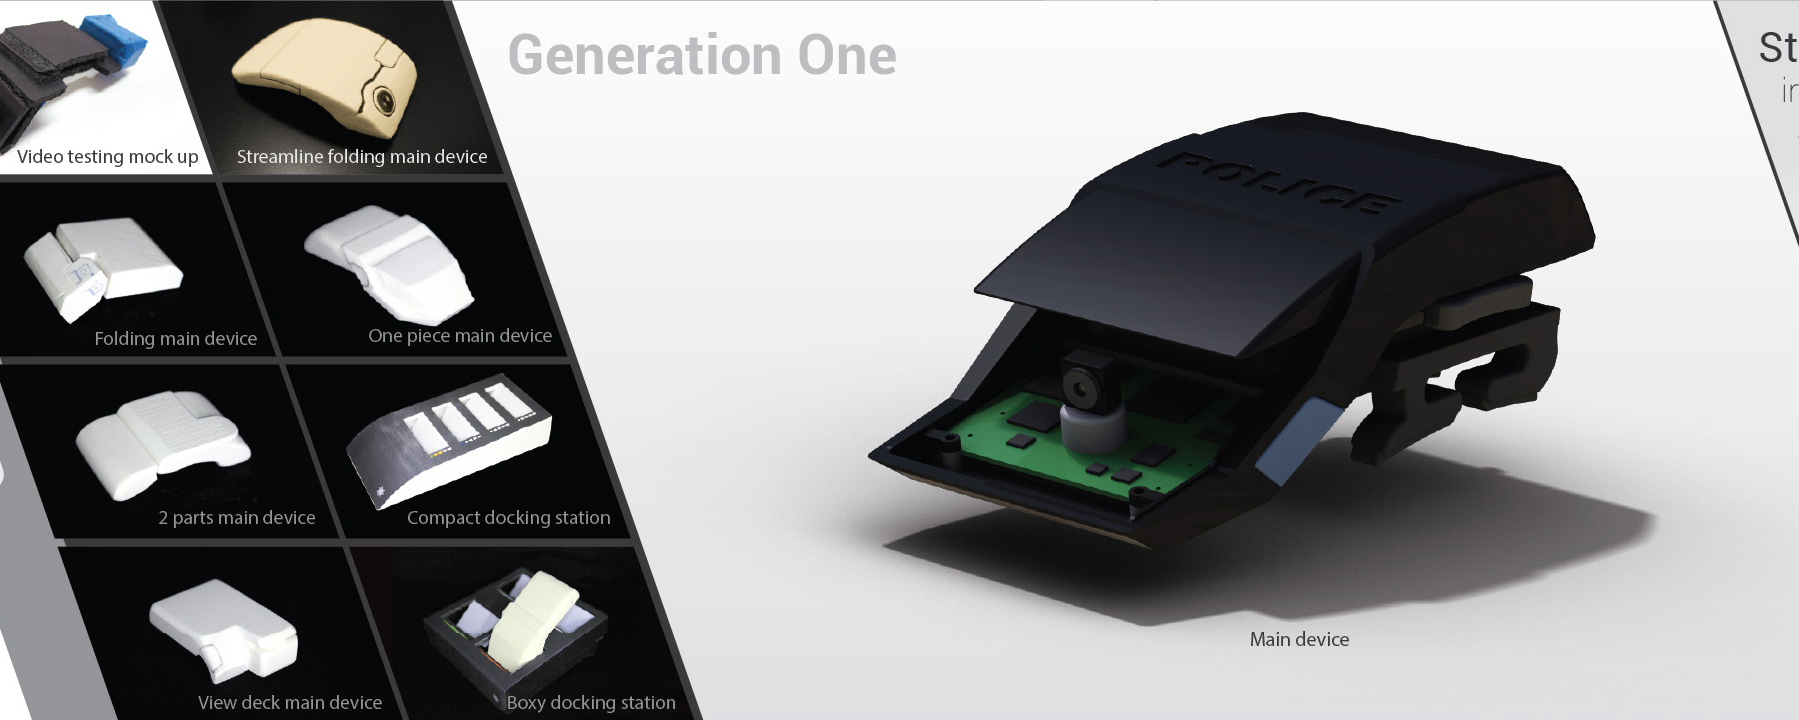 Generation One
St
in
Video testing mock up
Streamline folding main device
POLICE
Folding main device
One piece main device
2 parts main device
Compact docking station
Main device
View deck main device
Boxy docking station